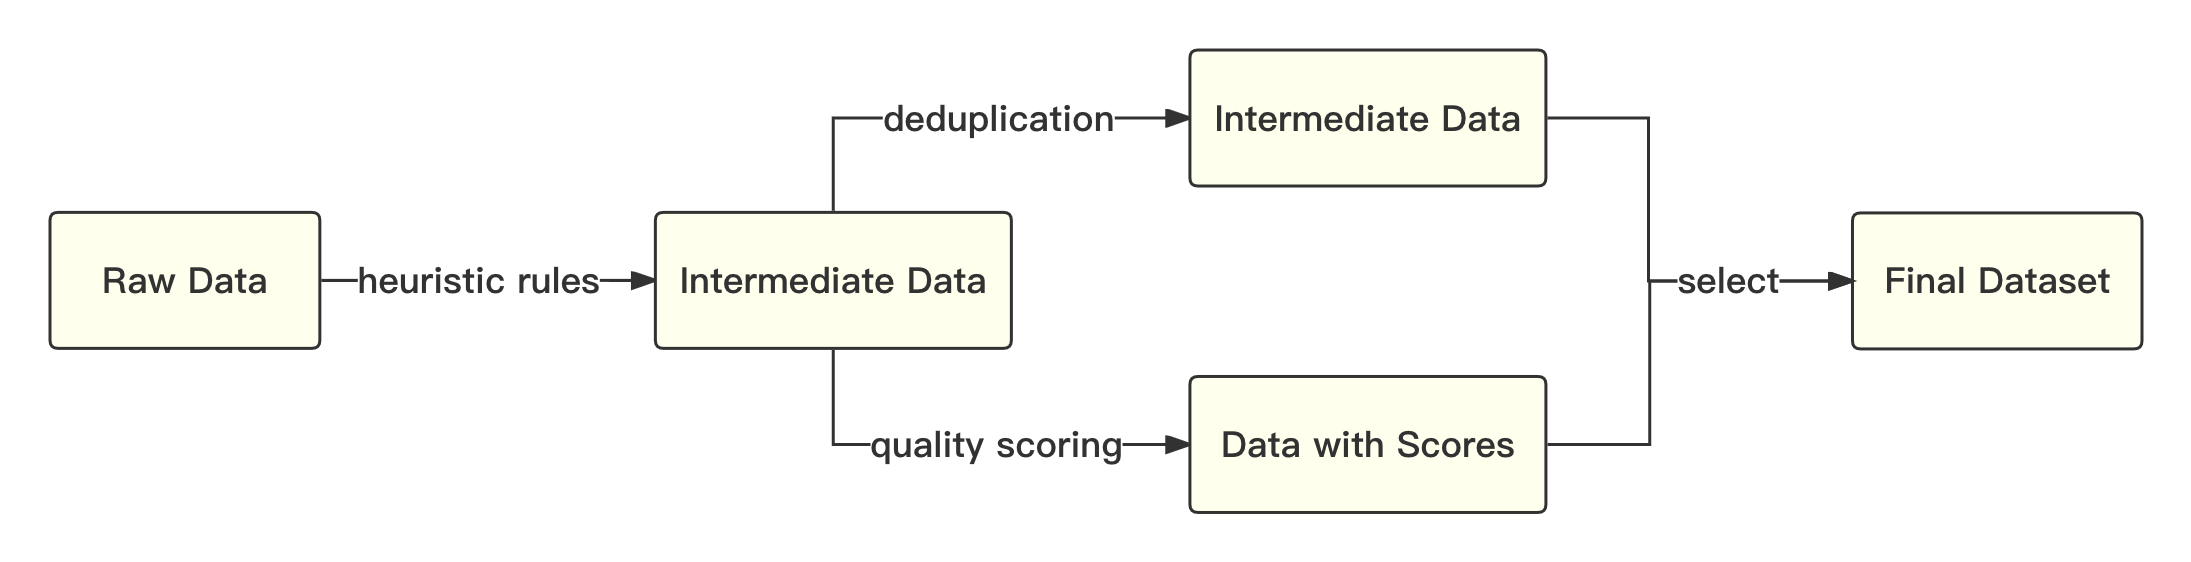 Raw Data
heuristic rules
Intermediate Data
deduplication
Intermediate Data
quality scoring
Data with Scores
select
Final Dataset